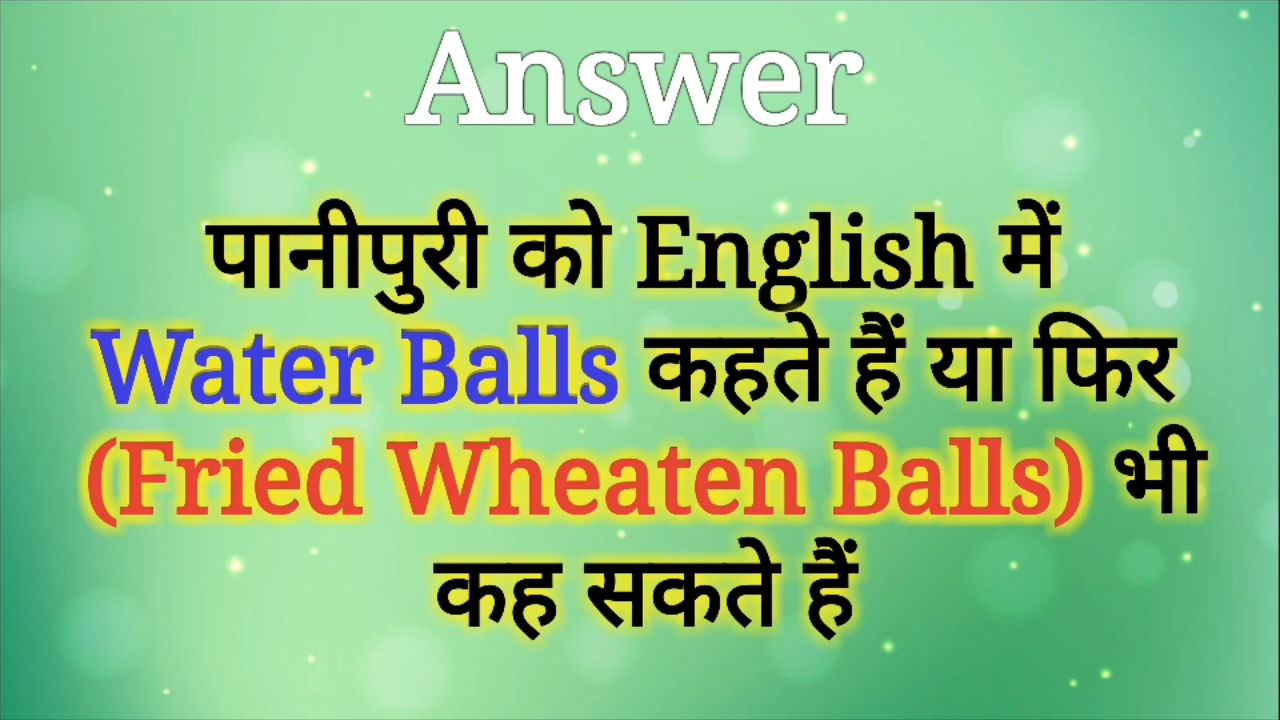 Answer
पानीपुरी को English में
Water Balls कहते हैं या फिर
(Fried Wheaten Balls) भी
कह सकते हैं